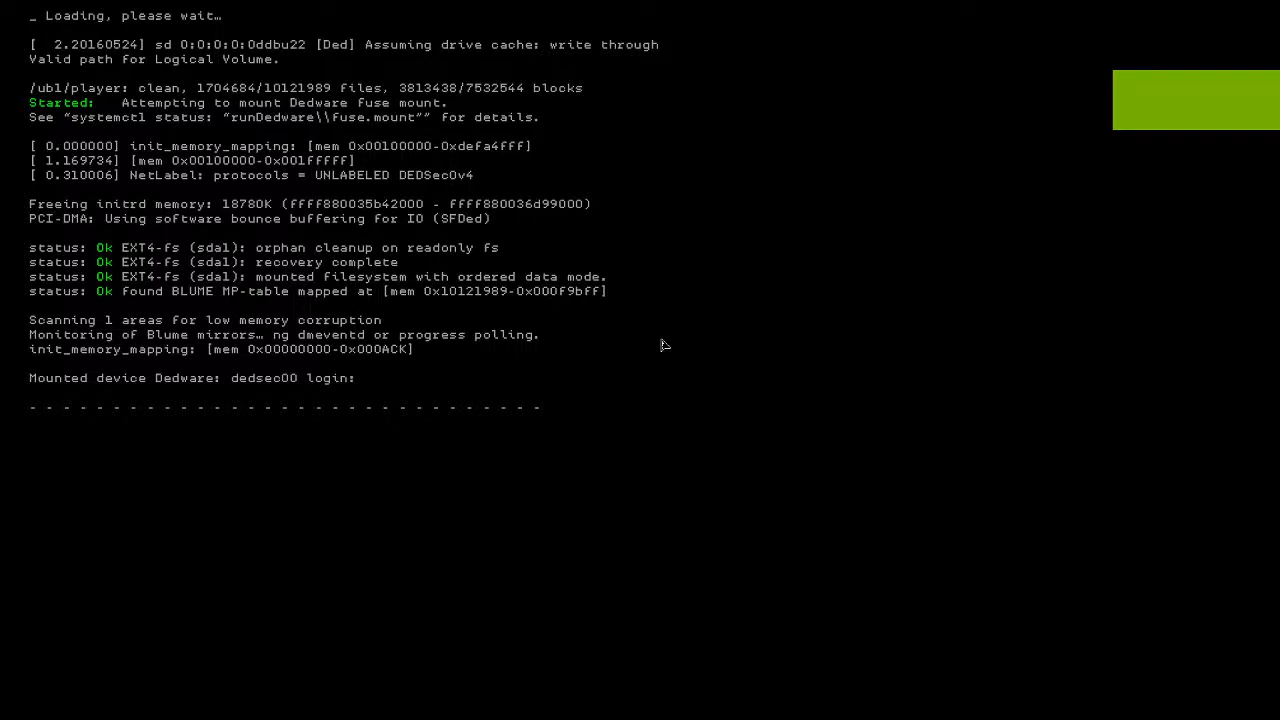 _ Loading, please wait…
[  2.20160524] sd 0:0:0:0:0ddbu22 [Ded] Assuming drive cache: write through
Valid path for Logical Volume.
/ubl/player: clean, 1704684/10121989 files, 3813438/7532544 blocks
Started:   Attempting to mount Dedware fuse mount.
See “systemctl status: “runDedware\\fuse.mount”” for details.
[ 0.000000] init_memory_mapping: [mem 0x00100000-0xdefa4fff]
[ 1.169734] [mem 0x00100000-0x001fffff]
[ 0.310006] NetLabel: protocols = UNLABELED DEDSec0v4
Freeing initrd memory: 18780K (ffff880035b42000 - ffff880036d99000)
PCI-DMA: Using software bounce buffering for IO (SFDed)
status: Ok EXT4-fs (sda1): orphan cleanup on readonly fs
status: Ok EXT4-fs (sda1): recovery complete
status: Ok EXT4-fs (sda1): mounted filesystem with ordered data mode.
status: Ok found BLUME MP-table mapped at [mem 0x10121989-0x000f9bff]
Scanning 1 areas for low memory corruption
Monitoring of Blume mirrors… ng dmeventd or progress polling.
init_memory_mapping: [mem 0x00000000-0x000ACK]
Mounted device Dedware: dedsec00 login:
- - - - - - - - - - - - - - - - - - - - - - - - - - - - - - -